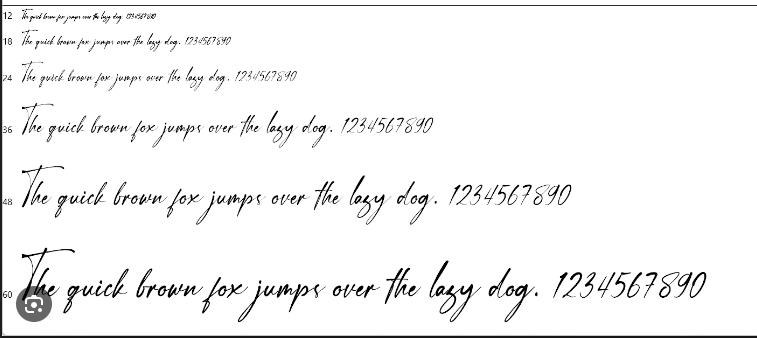 12 The quick brown fox jumps over the lazy dog. 1234567890
18 The quick brown fox jumps over the lazy dog. 1234567890
24 The quick brown fox jumps over the lazy dog. 1234567890
36 The quick brown fox jumps over the lazy dog. 1234567890
48 The quick brown fox jumps over the lazy dog. 1234567890
60 The quick brown fox jumps over the lazy dog. 1234567890